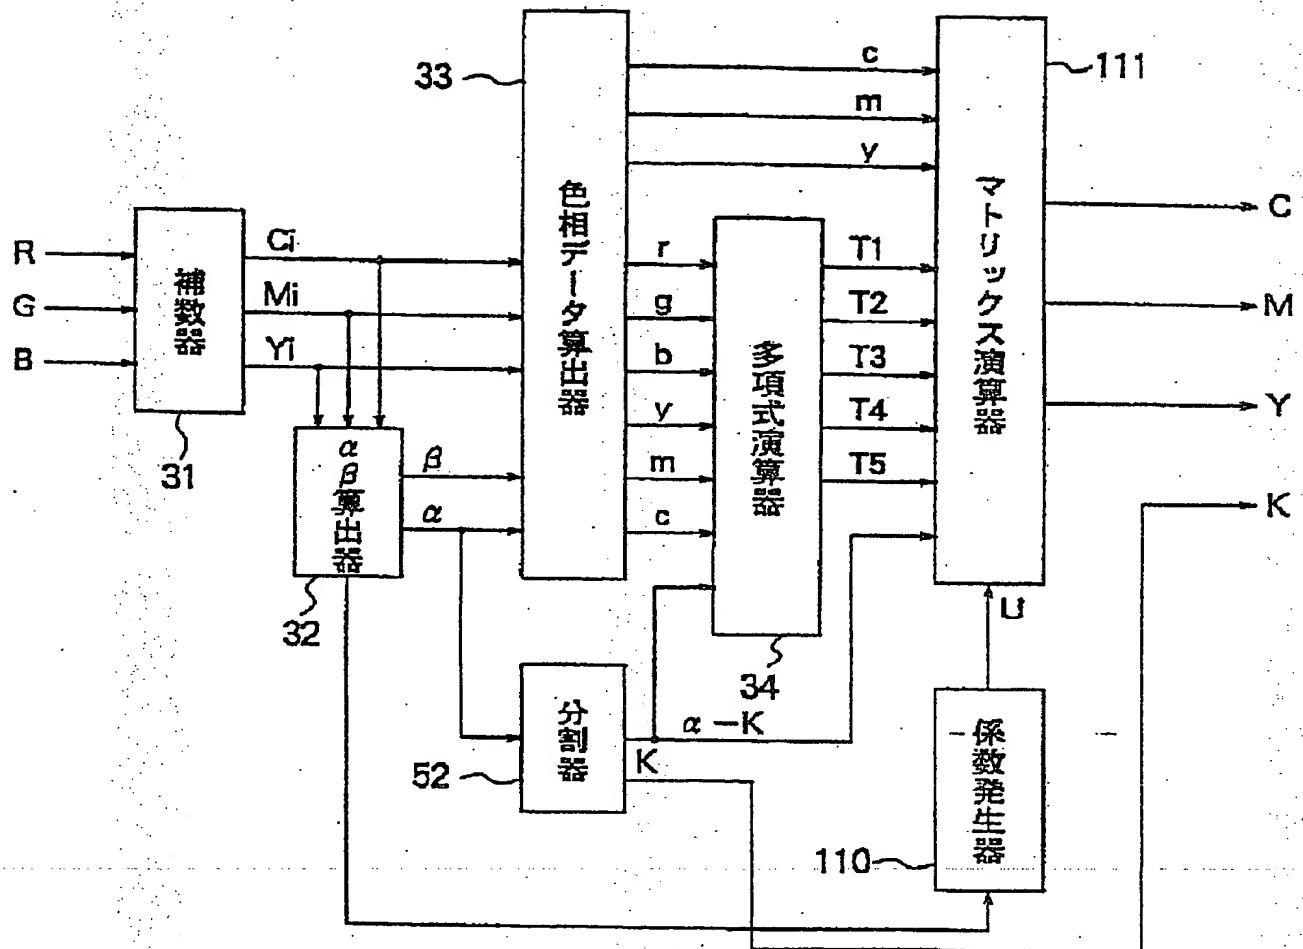 R
G
B
補数器
31
Ci
Mi
Yi
αβ算出器
32
β
α
33
色相データ算出器
c
m
y
r
g
b
y
m
c
多項式演算器
34
T1
T2
T3
T4
T5
マトリックス演算器
111
C
M
Y
K
分割器
52
α－K
K
U
係数発生器
110